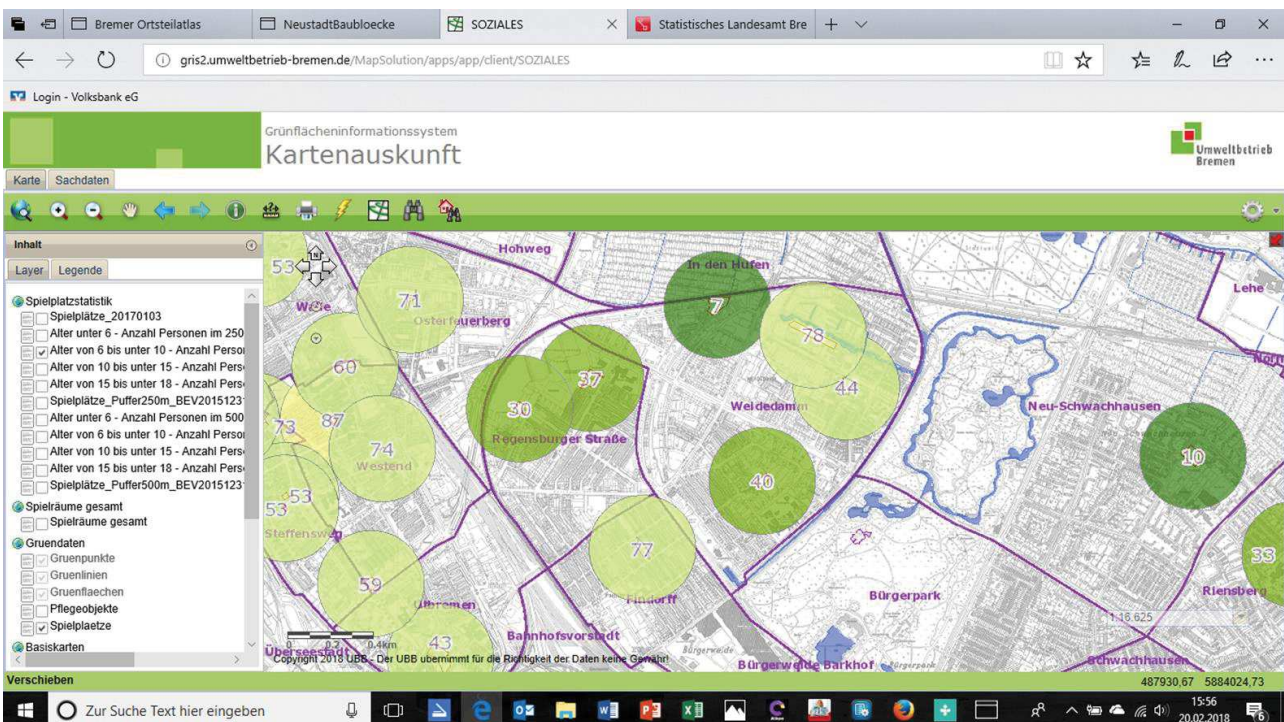 Bremer Ortsteilatlas
NeustadtBaubloecke
SOZIALES
Statistisches Landesamt Bre
gris2.umweltbetrieb-bremen.de/MapSolution/apps/app/client/SOZIALES
Login - Volksbank eG
Grünflächeninformationssystem
Kartenauskunft
Umweltbetrieb
Bremen
Karte Sachdaten
Inhalt
Layer Legende
Spielplatzstatistik
Spielplätze_20170103
Alter unter 6 - Anzahl Personen im 250
Alter von 6 bis unter 10 - Anzahl Perso
Alter von 10 bis unter 15 - Anzahl Pers
Alter von 15 bis unter 18 - Anzahl Pers
Spielplätze_Puffer250m_BEV2015123
Alter unter 6 - Anzahl Personen im 500
Alter von 6 bis unter 10 - Anzahl Perso
Alter von 10 bis unter 15 - Anzahl Pers
Alter von 15 bis unter 18 - Anzahl Pers
Spielplätze_Puffer500m_BEV2015123
Spielräume gesamt
Spielräume gesamt
Gruendaten
Gruenpunkte
Gruenlinien
Gruenflaechen
Pflegeobjekte
Spielplaetze
Basiskarten
Hohweg
In den Hufen
53
Lehe
71
7
Walle
Osterfeuerberg
78
60
37
44
30
Weidedamm
Neu-Schwachhausen
73
87
Regensburger Straße
74
Westend
10
40
53
53
Steffensweg
77
33
59
Bürgerpark
Riensberg
Utbremen
Findorff
1:16.625
43
Bahnhofsvorstadt
0 0.2 0.4km
Überseestadt
Bürgerweide
Copyright 2018 UBB - Der UBB übernimmt für die Richtigkeit der Daten keine Gewähr!
Bürgerweide Barkhof
Bürgerpark
Schwachhausen
Verschieben
487930,67 5884024,73
Zur Suche Text hier eingeben
15:56
20.02.2018